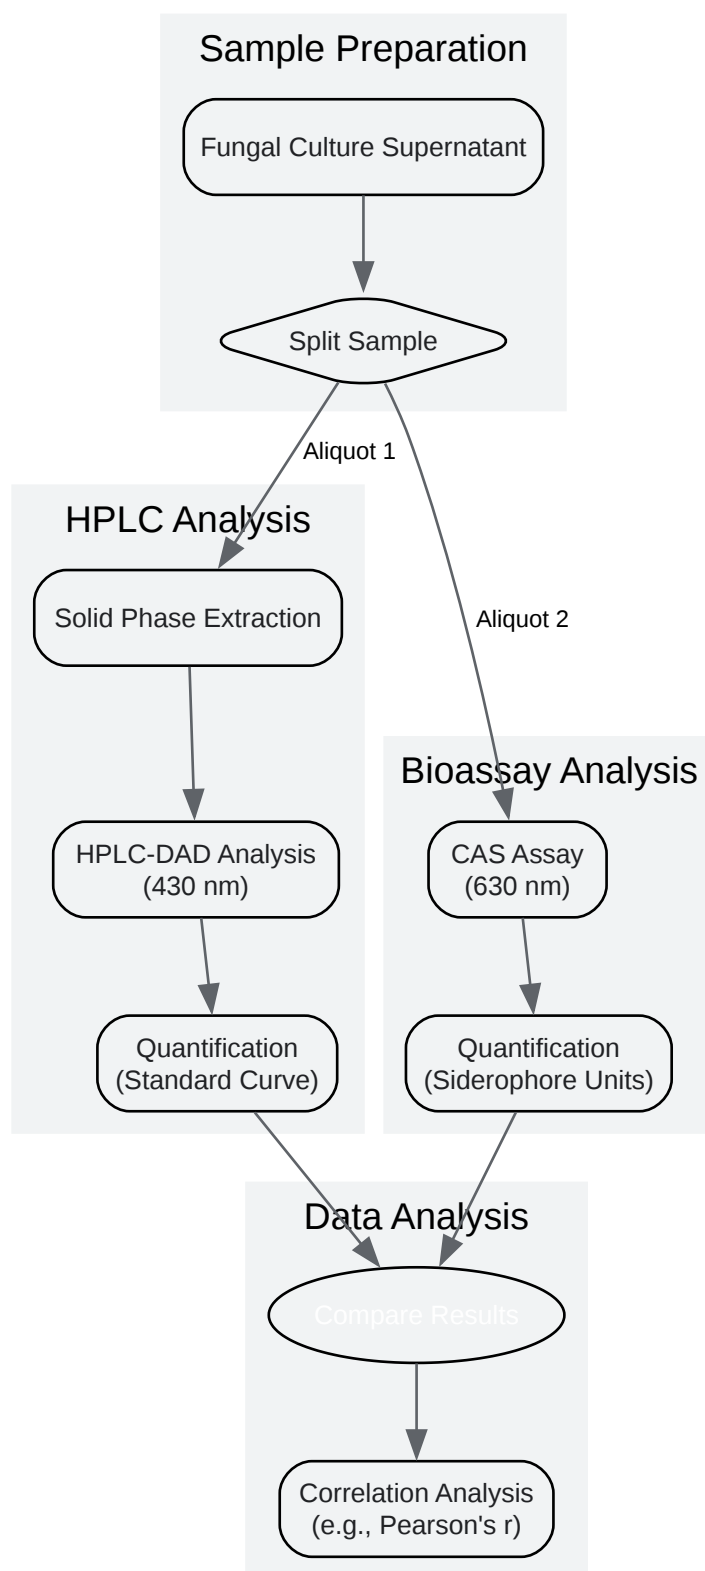 Sample Preparation
Fungal Culture Supernatant
Split Sample
Aliquot 1
HPLC Analysis
Solid Phase Extraction
Aliquot 2
Bioassay Analysis
HPLC-DAD Analysis
(430 nm)
CAS Assay
(630 nm)
Quantification
(Standard Curve)
Quantification
(Siderophore Units)
Data Analysis
Compare Results
Correlation Analysis
(e.g., Pearson's r)